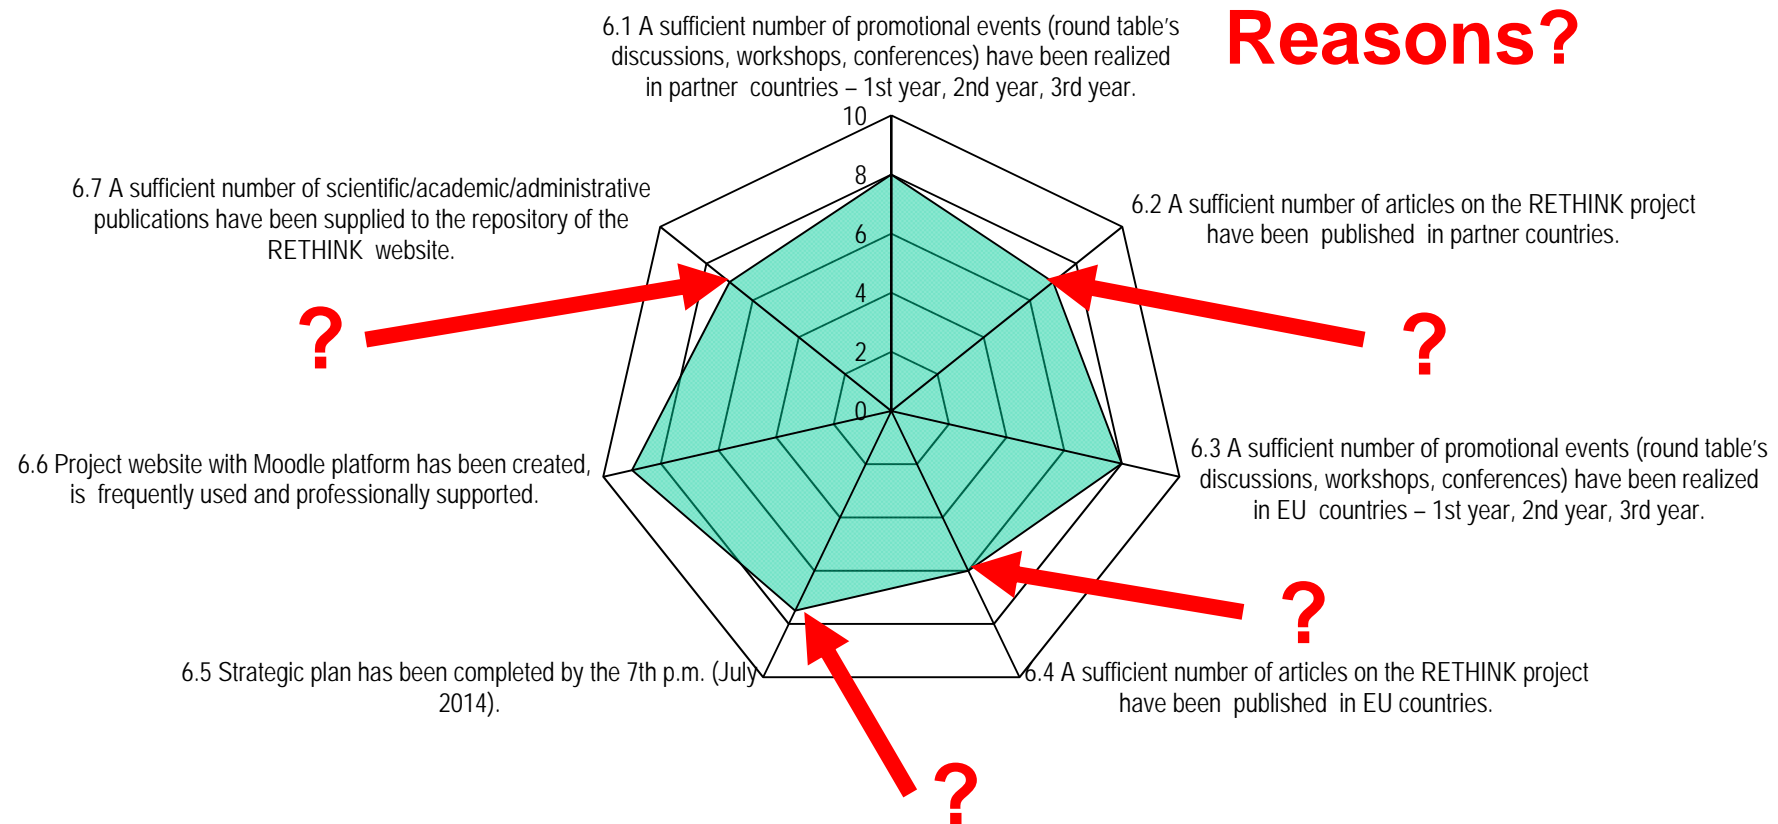 Reasons?
6.1 A sufficient number of promotional events (round table's
discussions, workshops, conferences) have been realized
in partner countries – 1st year, 2nd year, 3rd year.
10
8
6
4
2
0
6.2 A sufficient number of articles on the RETHINK project
have been published in partner countries.
?
6.3 A sufficient number of promotional events (round table's
discussions, workshops, conferences) have been realized
in EU countries – 1st year, 2nd year, 3rd year.
?
6.4 A sufficient number of articles on the RETHINK project
have been published in EU countries.
6.5 Strategic plan has been completed by the 7th p.m. (July
2014).
?
6.6 Project website with Moodle platform has been created,
is frequently used and professionally supported.
6.7 A sufficient number of scientific/academic/administrative
publications have been supplied to the repository of the
RETHINK website.
?